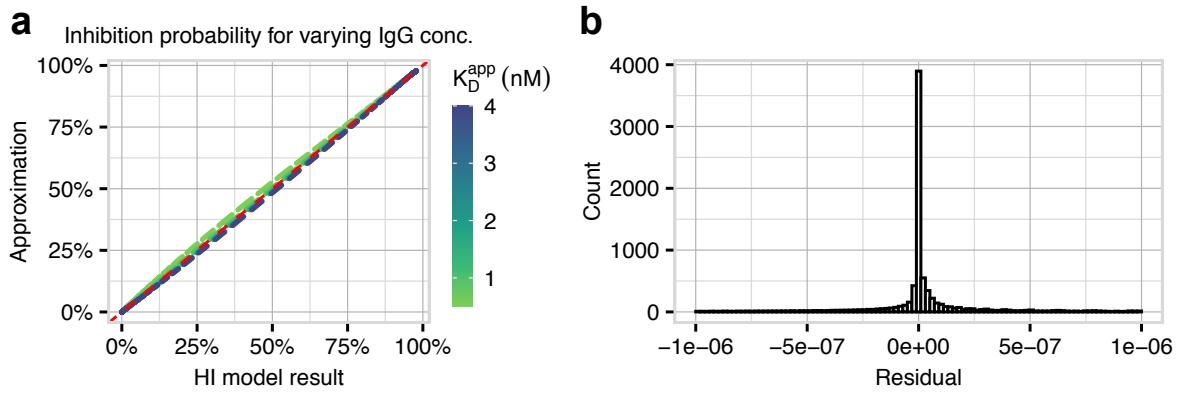 a
Inhibition probability for varying IgG conc.
100%
75%
50%
25%
0%
Approximation
0%
25%
50%
75%
100%
HI model result
K_D^app (nM)
4
3
2
1
b
4000
3000
2000
1000
0
Count
−1e−06
−5e−07
0e+00
5e−07
1e−06
Residual